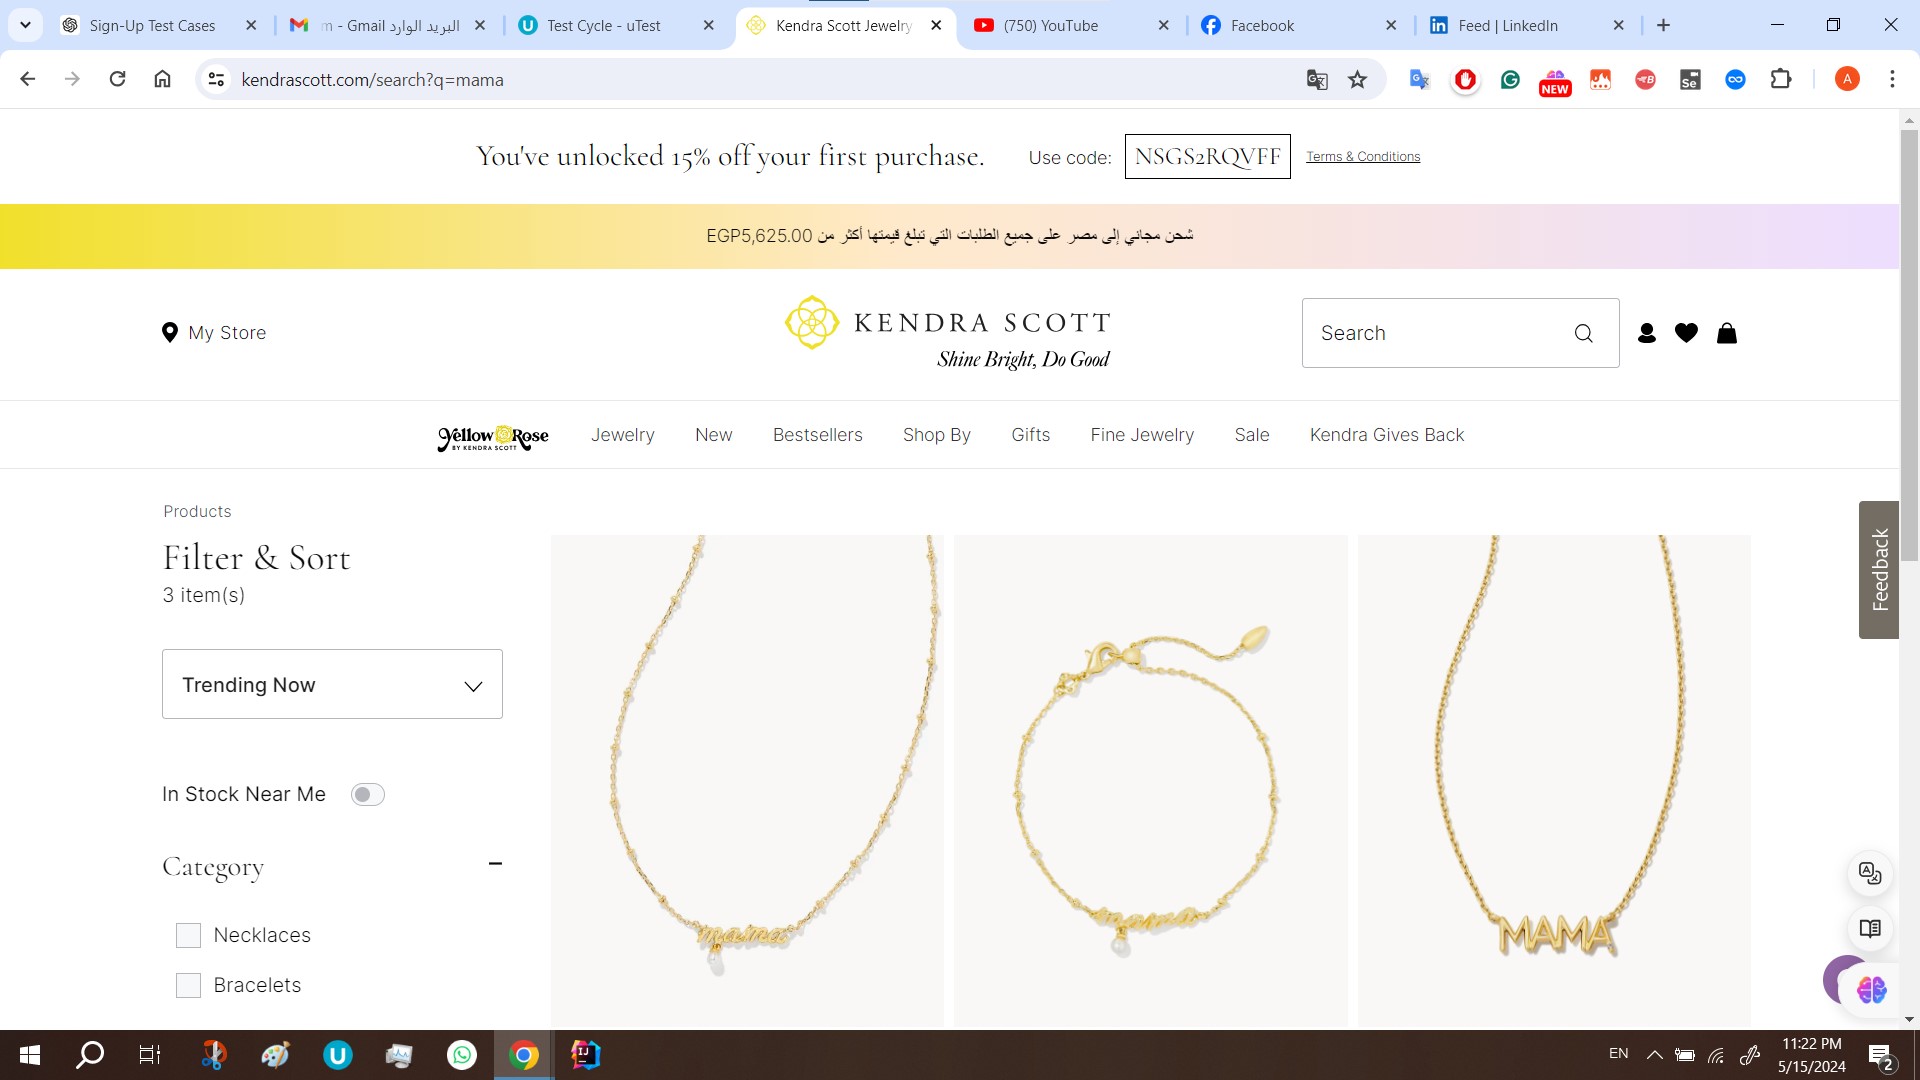 Sign-Up Test Cases
m - Gmail البريد الوارد
Test Cycle - uTest
Kendra Scott Jewelry
(750) YouTube
Facebook
Feed | LinkedIn
kendrascott.com/search?q=mama
NEW
Se
A
You've unlocked 15% off your first purchase.
Use code:
NSGS2RQVFF
Terms & Conditions
شحن مجاني إلى مصر على جميع الطلبات التي تبلغ قيمتها أكثر من EGP5,625.00
My Store
KENDRA SCOTT
Shine Bright, Do Good
Search
Yellow Rose
BY KENDRA SCOTT
Jewelry
New
Bestsellers
Shop By
Gifts
Fine Jewelry
Sale
Kendra Gives Back
Products
Filter & Sort
3 item(s)
Trending Now
In Stock Near Me
Category
Necklaces
Bracelets
mama
mama
MAMA
Feedback
EN
11:22 PM
5/15/2024
2